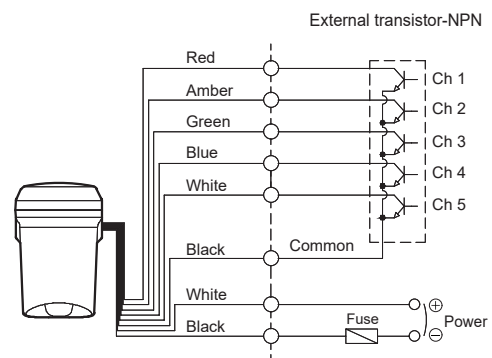 External transistor-NPN
Red
Ch 1
Amber
Ch 2
Green
Ch 3
Blue
Ch 4
White
Ch 5
Black
Common
White
⊕
Fuse
Power
Black
⊖